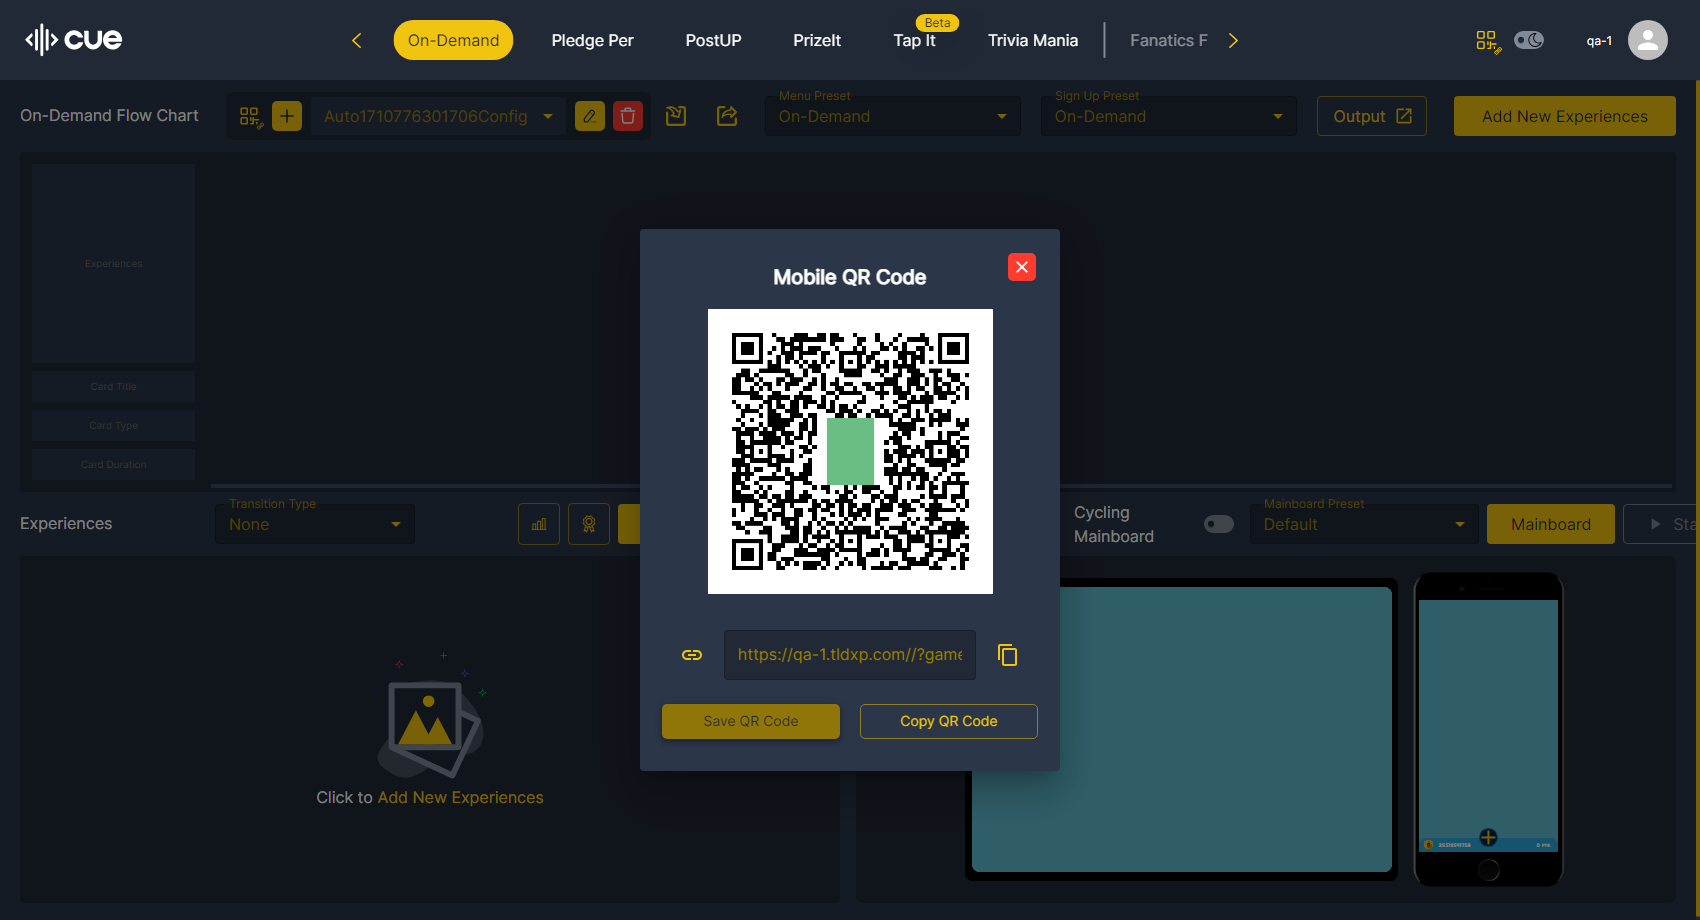 cue
On-Demand
Pledge Per
PostUP
PrizeIt
Beta
Tap It
Trivia Mania
Fanatics F
qa-1
On-Demand Flow Chart
Auto1710776301706Config
Menu Preset
On-Demand
Sign Up Preset
On-Demand
Output
Add New Experiences
Experiences
Card Title
Card Type
Card Duration
Mobile QR Code
https://qa-1.tldxp.com//?game
Save QR Code
Copy QR Code
Experiences
Transition Type
None
Cycling
Mainboard
Mainboard Preset
Default
Mainboard
Sta
Click to Add New Experiences
0 Pts.